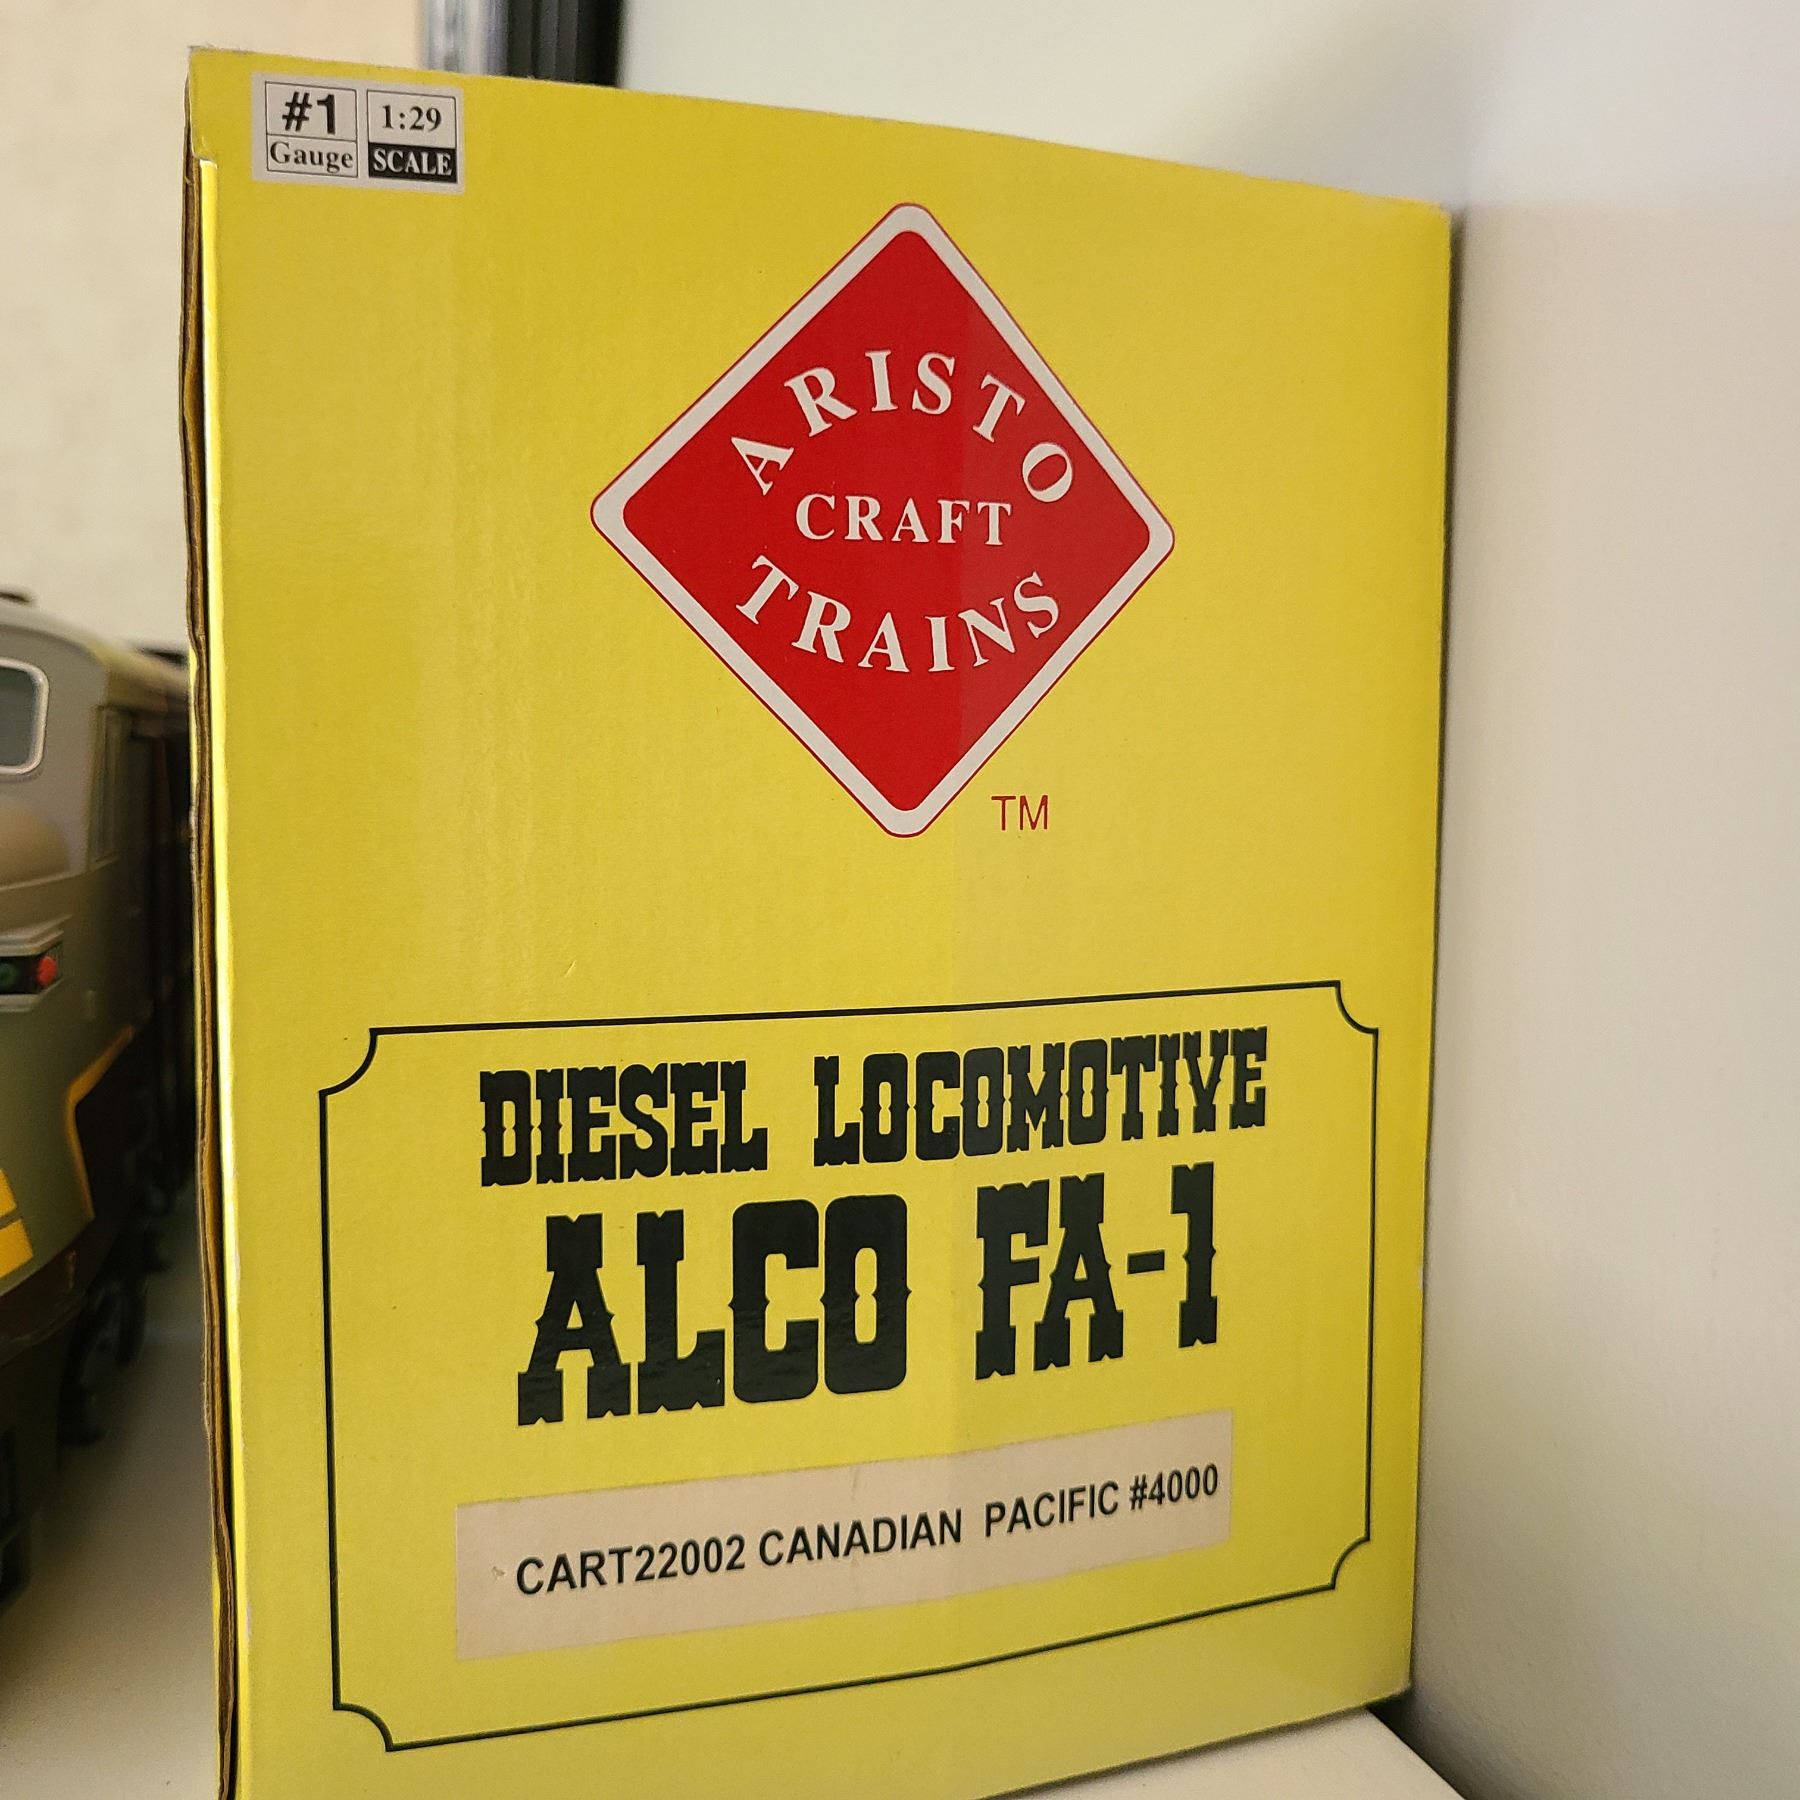 #1 1:29
Gauge SCALE
ARISTO
CRAFT
TRAINS
TM
DIESEL LOCOMOTIVE
ALCO FA-1
CART22002 CANADIAN PACIFIC #4000